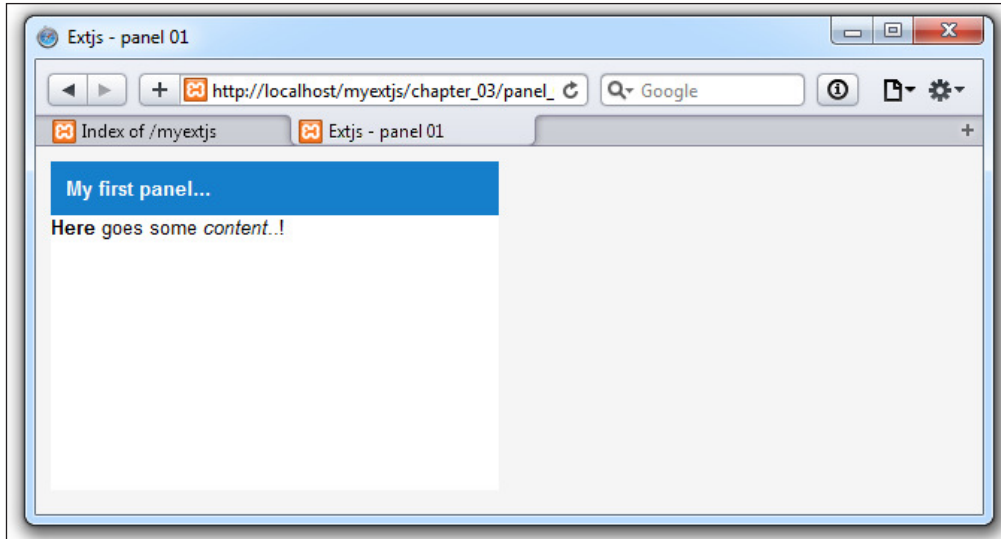 Extjs - panel 01
http://localhost/myextjs/chapter_03/panel_
Google
Index of /myextjs
Extjs - panel 01
My first panel...
Here goes some content..!